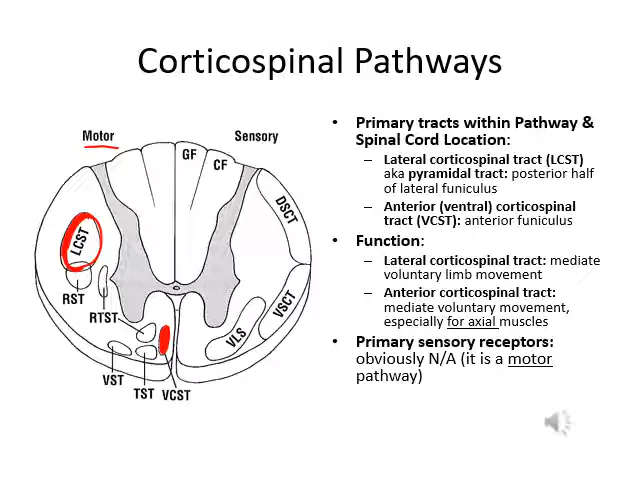 Corticospinal Pathways
Motor
Sensory
GF
CF
DSCT
LCST
RST
RTST
VSCT
VLS
VST
TST
VCST
• Primary tracts within Pathway &
Spinal Cord Location:
– Lateral corticospinal tract (LCST)
aka pyramidal tract: posterior half
of lateral funiculus
– Anterior (ventral) corticospinal
tract (VCST): anterior funiculus
• Function:
– Lateral corticospinal tract: mediate
voluntary limb movement
– Anterior corticospinal tract:
mediate voluntary movement,
especially for axial muscles
• Primary sensory receptors:
obviously N/A (it is a motor
pathway)